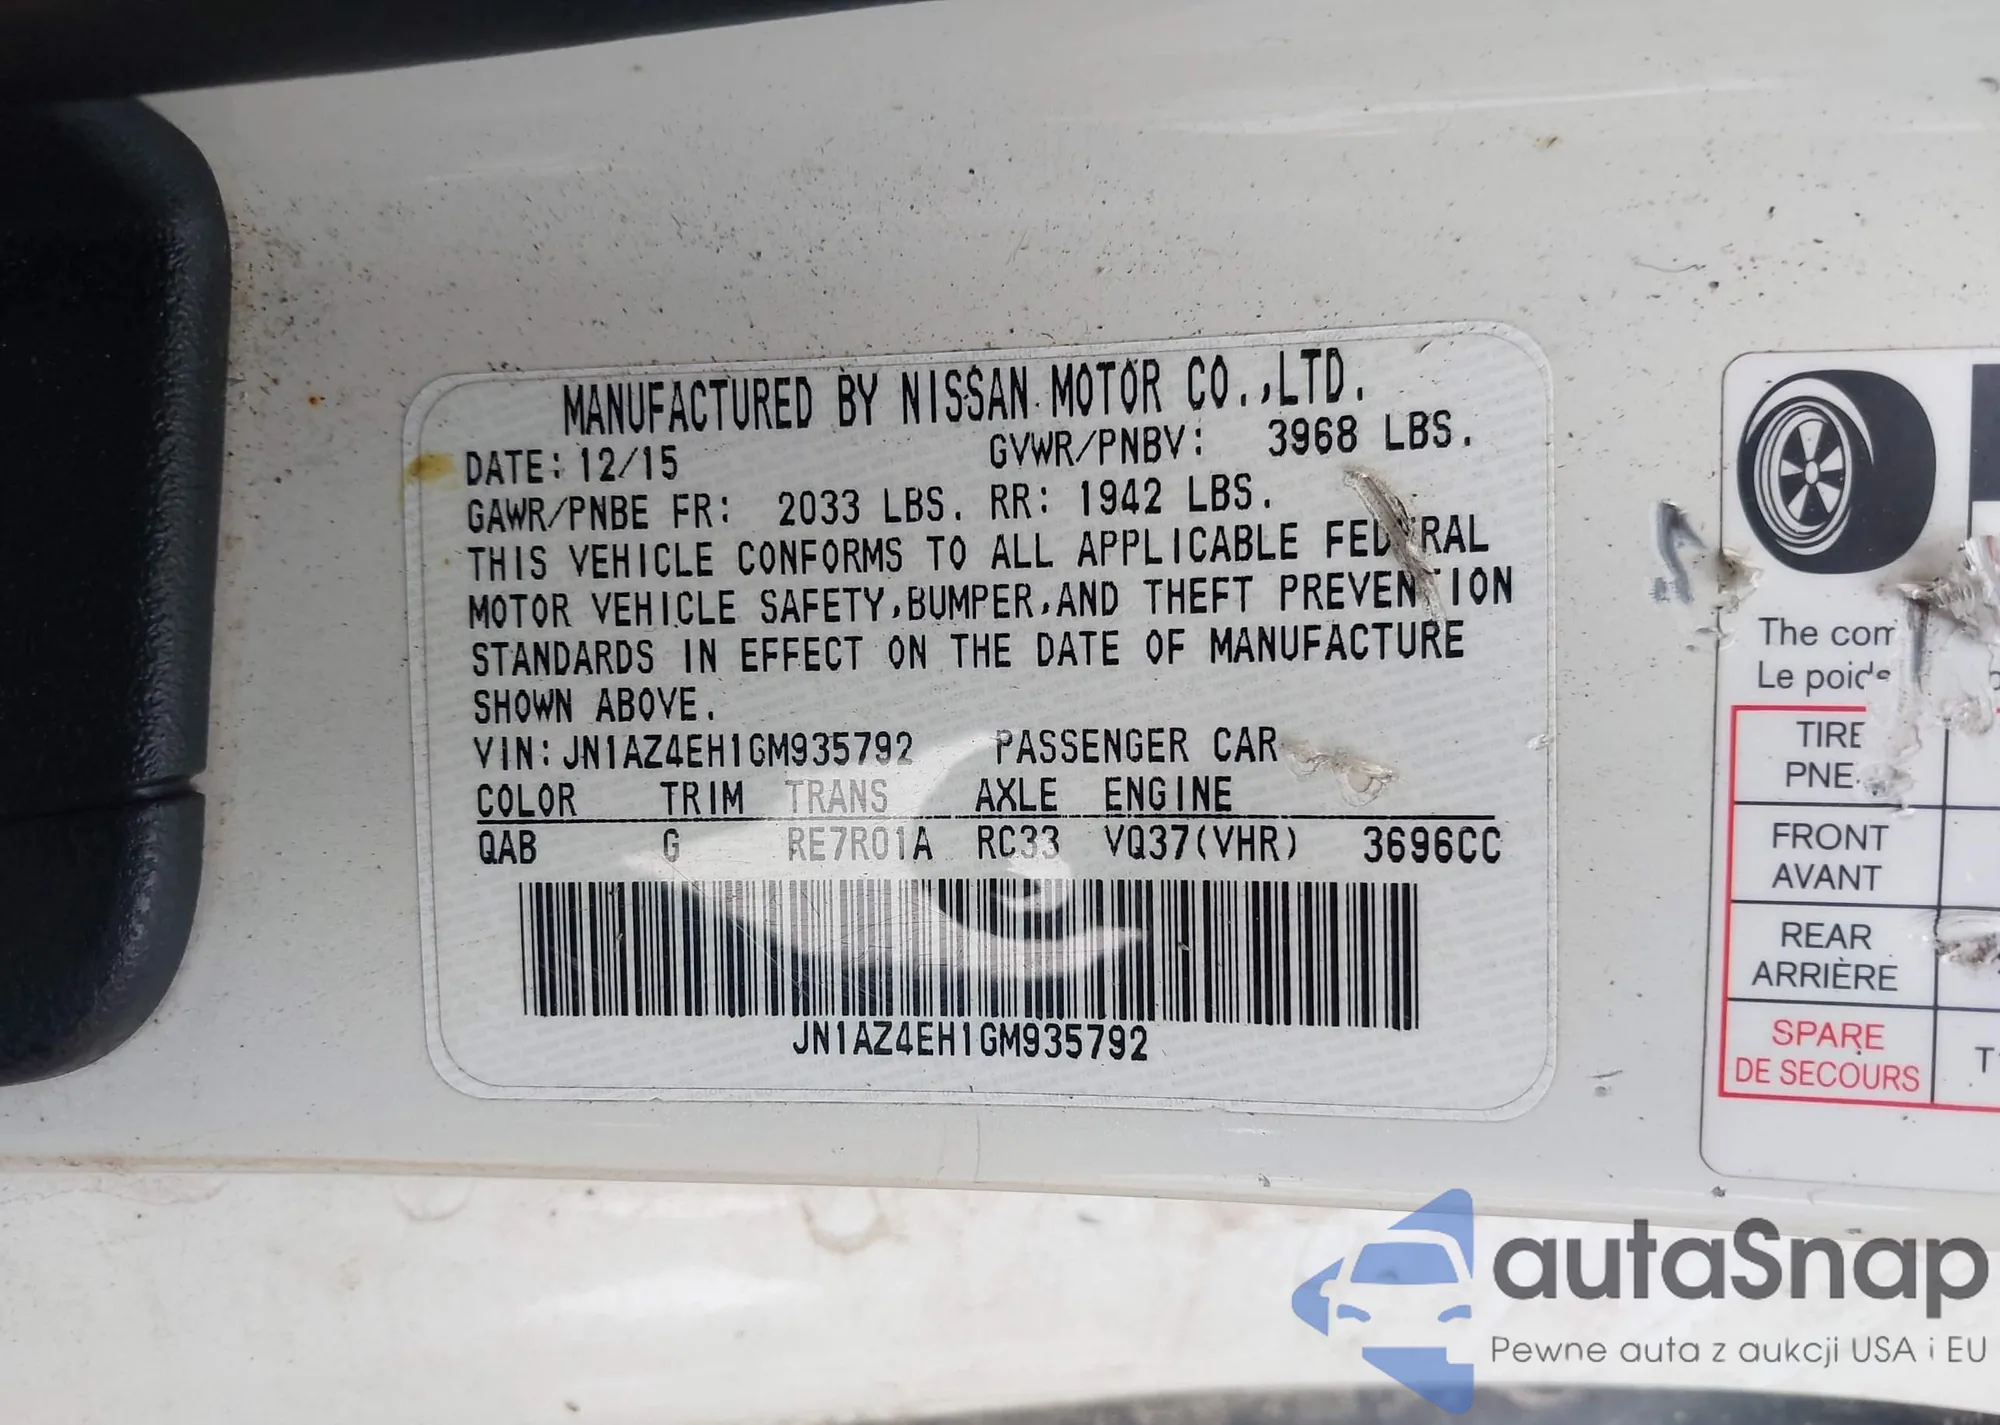 MANUFACTURED BY NISSAN MOTOR CO.,LTD.
DATE: 12/15 GVWR/PNBV: 3968 LBS.
GAWR/PNBE FR: 2033 LBS. RR: 1942 LBS.
THIS VEHICLE CONFORMS TO ALL APPLICABLE FEDERAL
MOTOR VEHICLE SAFETY,BUMPER,AND THEFT PREVENTION
STANDARDS IN EFFECT ON THE DATE OF MANUFACTURE
SHOWN ABOVE.
VIN: JN1AZ4EH1GM935792 PASSENGER CAR
COLOR TRIM TRANS AXLE ENGINE
QAB G RE7R01A RC33 VQ37(VHR) 3696CC
JN1AZ4EH1GM935792
The com
Le poids
TIRE
PNE
FRONT
AVANT
REAR
ARRIÈRE
SPARE
DE SECOURS
T
autaSnap
Pewne auta z aukcji USA i EU